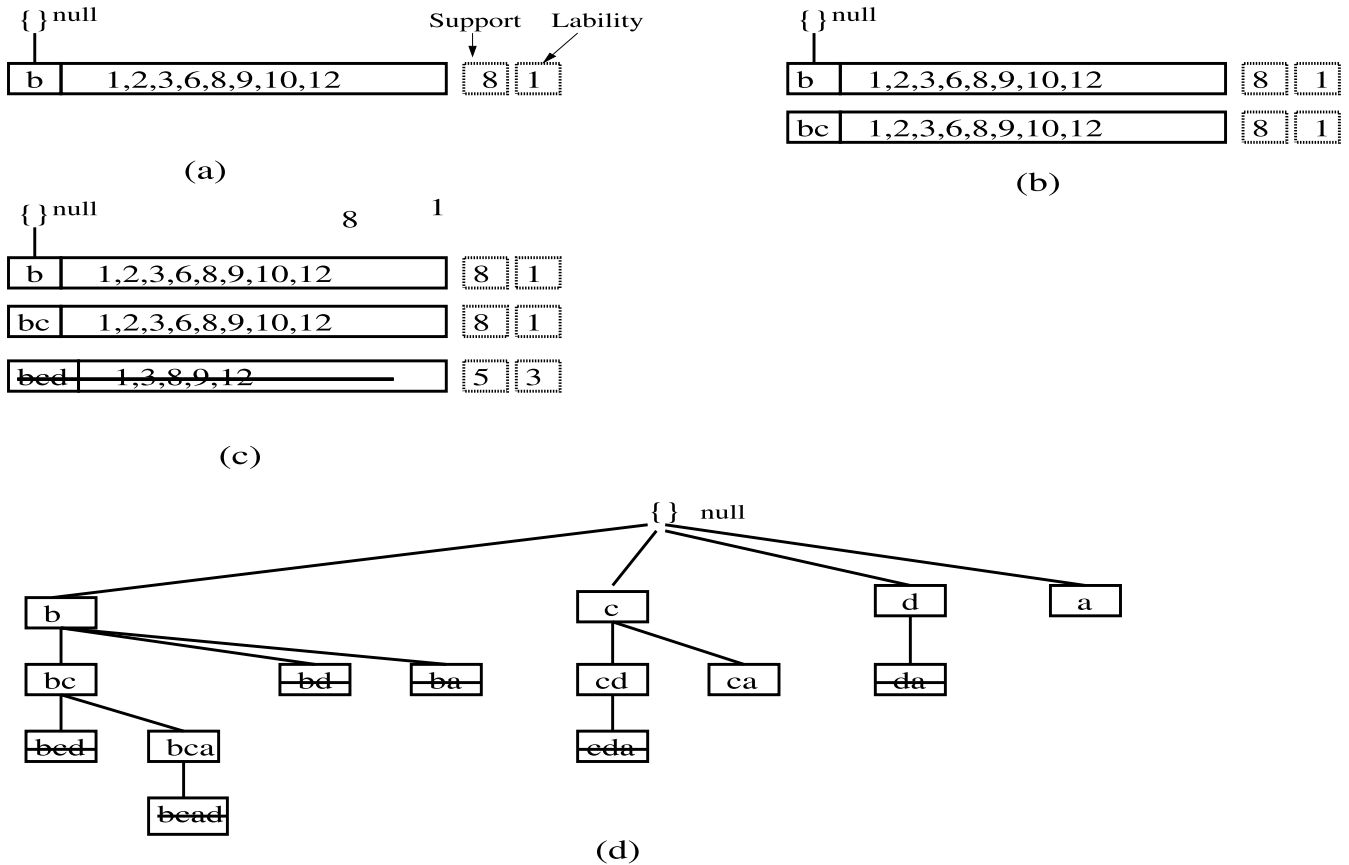 { } null Support Lability
b 1,2,3,6,8,9,10,12 8 1
(a)
{ } null
b 1,2,3,6,8,9,10,12 8 1
bc 1,2,3,6,8,9,10,12 8 1
(b)
{ } null 8 1
b 1,2,3,6,8,9,10,12 8 1
bc 1,2,3,6,8,9,10,12 8 1
bcd 1,3,8,9,12 5 3
(c)
{ } null
b c d a
bc bd ba cd ca da
bcd bca cda
bcad
(d)